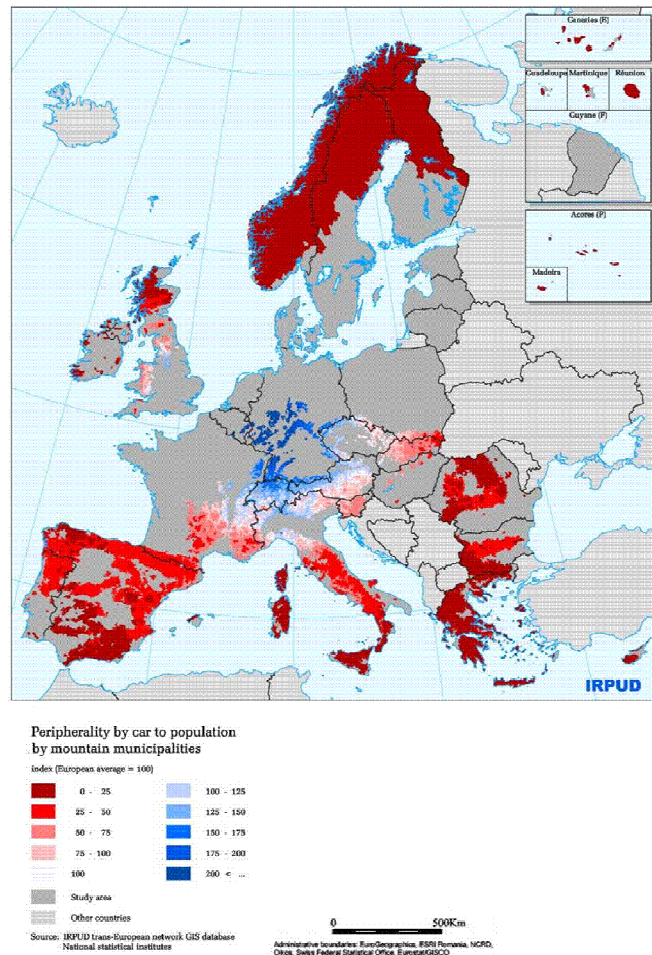 Canaries (E)
Guadeloupe
Martinique
Réunion
Guyane (F)
Acores (P)
Madeira
IRPUD
Peripherality by car to population
by mountain municipalities
index (European average = 100)
0 - 25
25 - 50
50 - 75
75 - 100
100
100 - 125
125 - 150
150 - 175
175 - 200
200 < ...
Study area
Other countries
Source: IRPUD trans-European network GIS database
National statistical institutes
0 500Km
Administrative boundaries: EuroGeographics, ESRI Romania, NCRD,
Oikos, Swiss Federal Statistical Office, Eurostat/GISCO